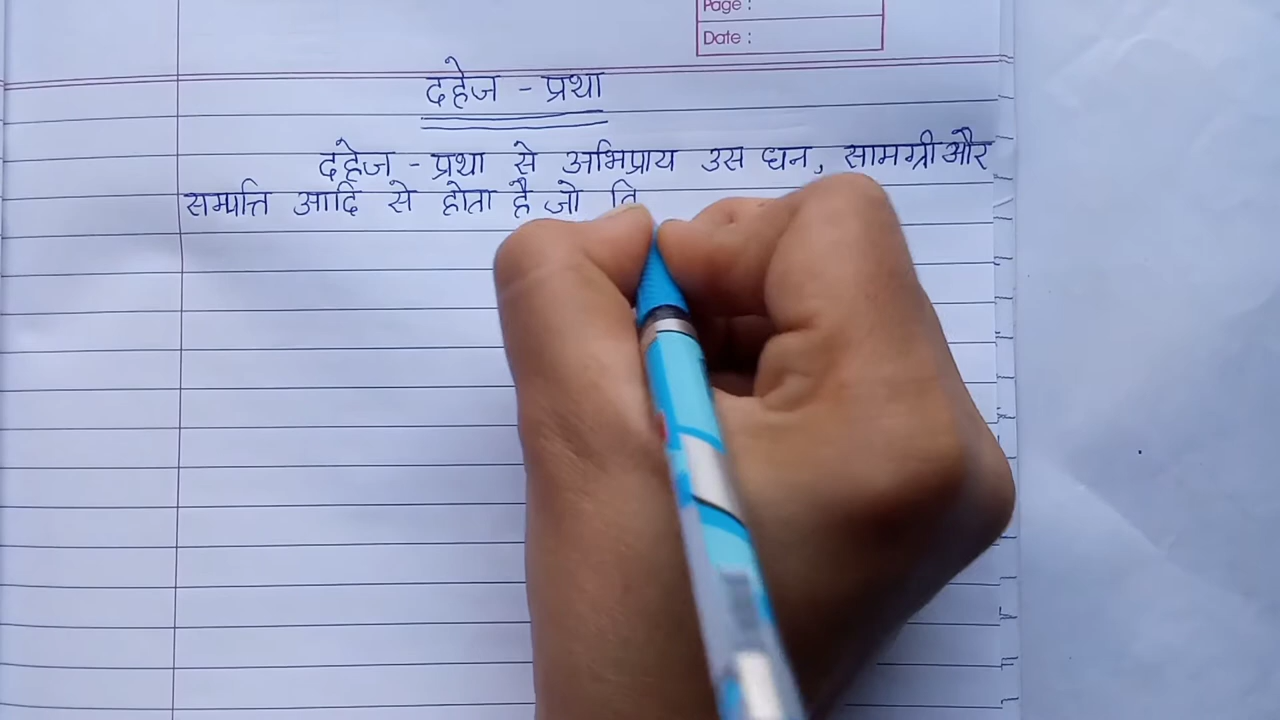 Page :
Date :
दहेज - प्रथा
दहेज - प्रथा से अभिप्राय उस धन, सामग्री और
सम्पत्ति आदि से होता है जो